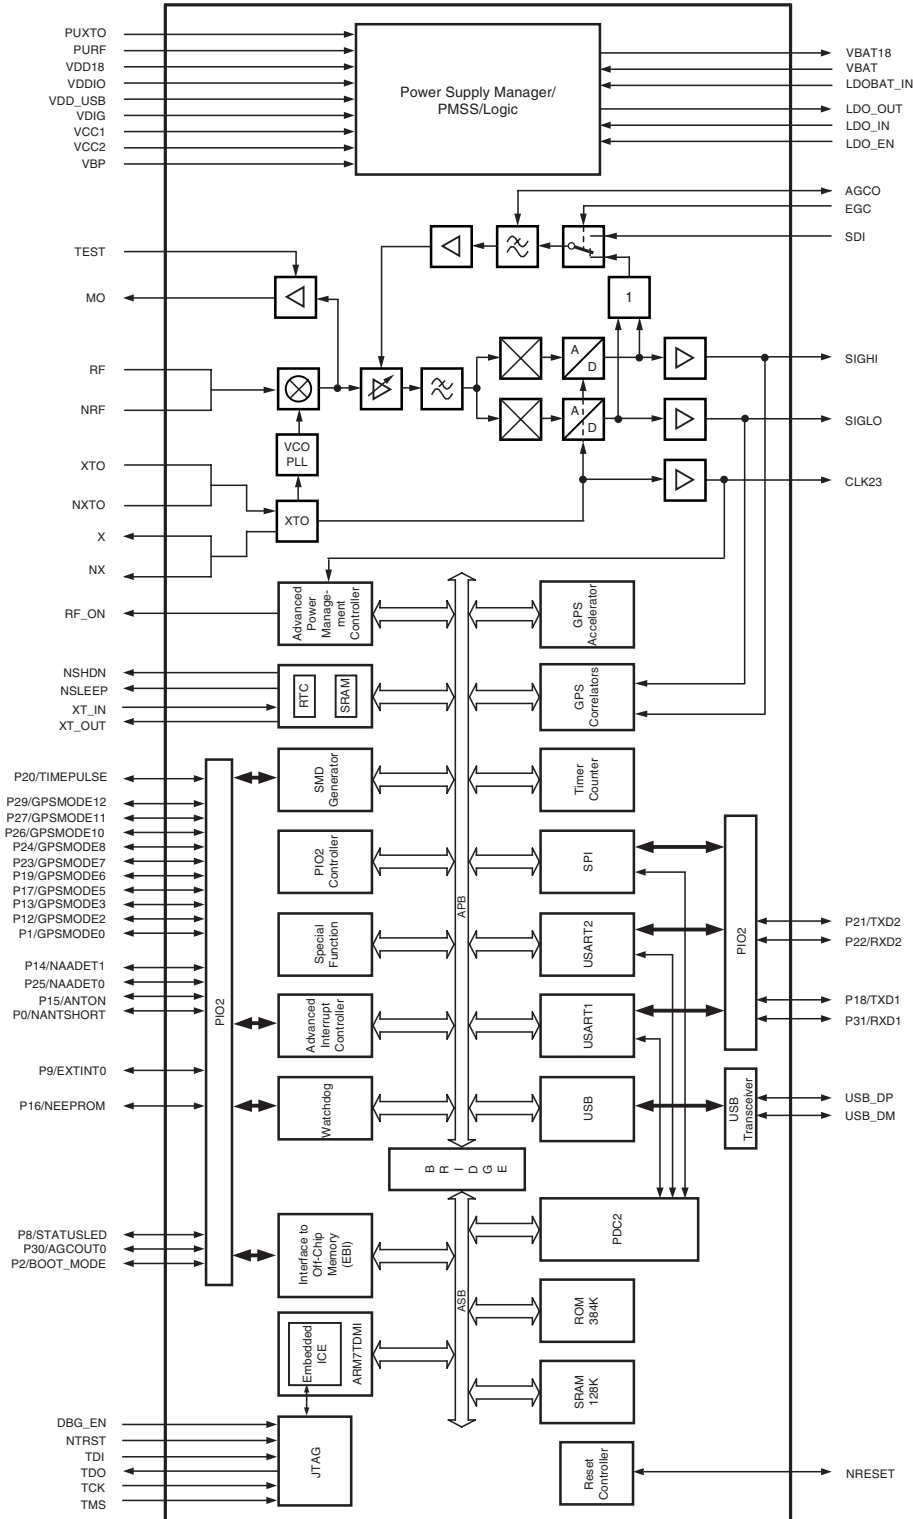 PUXTO
PURF
VDD18
VDDIO
VDD_USB
VDIG
VCC1
VCC2
VBP
Power Supply Manager/
PMSS/Logic
VBAT18
VBAT
LDOBAT_IN
LDO_OUT
LDO_IN
LDO_EN
AGCO
EGC
SDI
TEST
MO
1
RF
NRF
A
D
A
D
SIGHI
SIGLO
CLK23
VCO
PLL
XTO
NXTO
X
NX
XTO
RF_ON
Advanced
Power
Manage-
ment
Controller
GPS
Accelerator
NSHDN
NSLEEP
XT_IN
XT_OUT
RTC
SRAM
GPS
Correlators
P20/TIMEPULSE
P29/GPSMODE12
P27/GPSMODE11
P26/GPSMODE10
P24/GPSMODE8
P23/GPSMODE7
P19/GPSMODE6
P17/GPSMODE5
P13/GPSMODE3
P12/GPSMODE2
P1/GPSMODE0
P14/NAADET1
P25/NAADET0
P15/ANTON
P0/NANTSHORT
P9/EXTINT0
P16/NEEPROM
P8/STATUSLED
P30/AGCOUT0
P2/BOOT_MODE
PIO2
SMD
Generator
PIO2
Controller
Special
Function
Advanced
Interrupt
Controller
Watchdog
APB
Timer
Counter
SPI
USART2
USART1
USB
PIO2
P21/TXD2
P22/RXD2
P18/TXD1
P31/RXD1
USB
Transceiver
USB_DP
USB_DM
B R I D G E
Interface to
Off-Chip
Memory
(EBI)
ASB
PDC2
ROM
384K
SRAM
128K
Embedded
ICE
ARM7TDMI
DBG_EN
NTRST
TDI
TDO
TCK
TMS
JTAG
Reset
Controller
NRESET